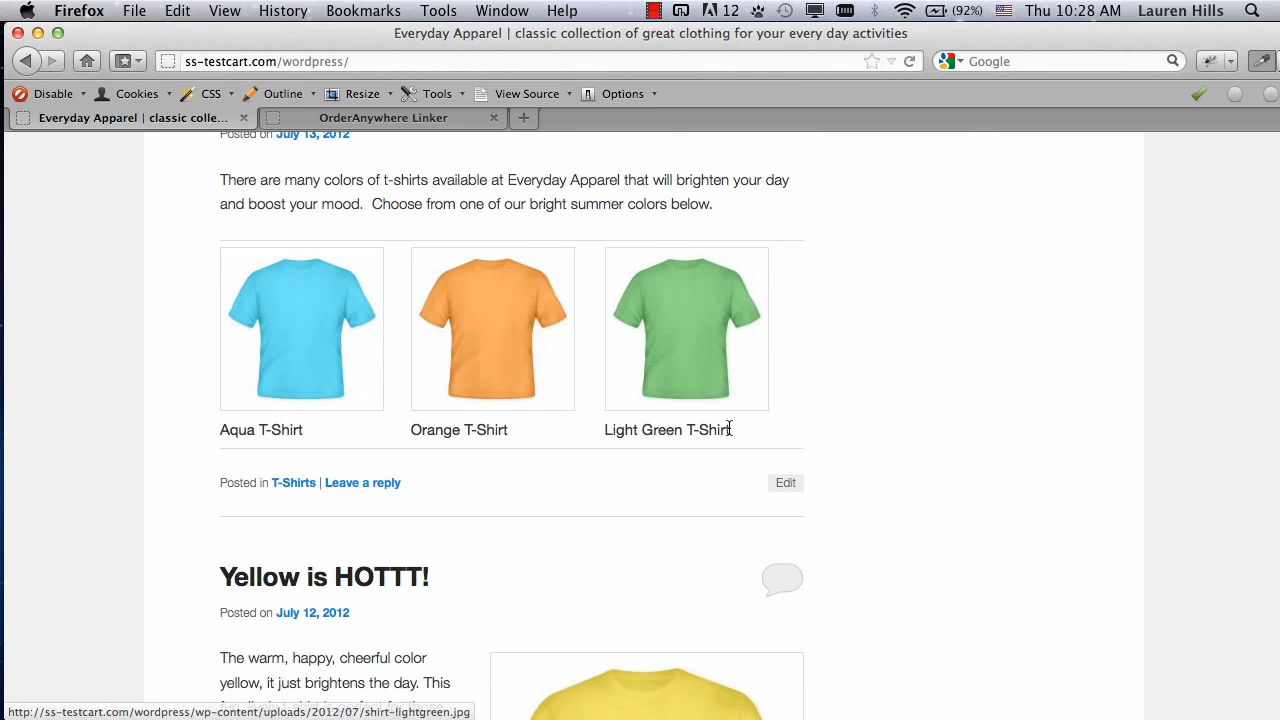 Firefox File Edit View History Bookmarks Tools Window Help 12 (92%) Thu 10:28 AM Lauren Hills
Everyday Apparel | classic collection of great clothing for your every day activities
ss-testcart.com/wordpress/ Google
Disable Cookies CSS Outline Resize Tools View Source Options
Everyday Apparel | classic colle... OrderAnywhere Linker
Posted on July 13, 2012
There are many colors of t-shirts available at Everyday Apparel that will brighten your day
and boost your mood. Choose from one of our bright summer colors below.
Aqua T-Shirt Orange T-Shirt Light Green T-Shirt
Posted in T-Shirts | Leave a reply Edit
Yellow is HOTTT!
Posted on July 12, 2012
The warm, happy, cheerful color
yellow, it just brightens the day. This
http://ss-testcart.com/wordpress/wp-content/uploads/2012/07/shirt-lightgreen.jpg